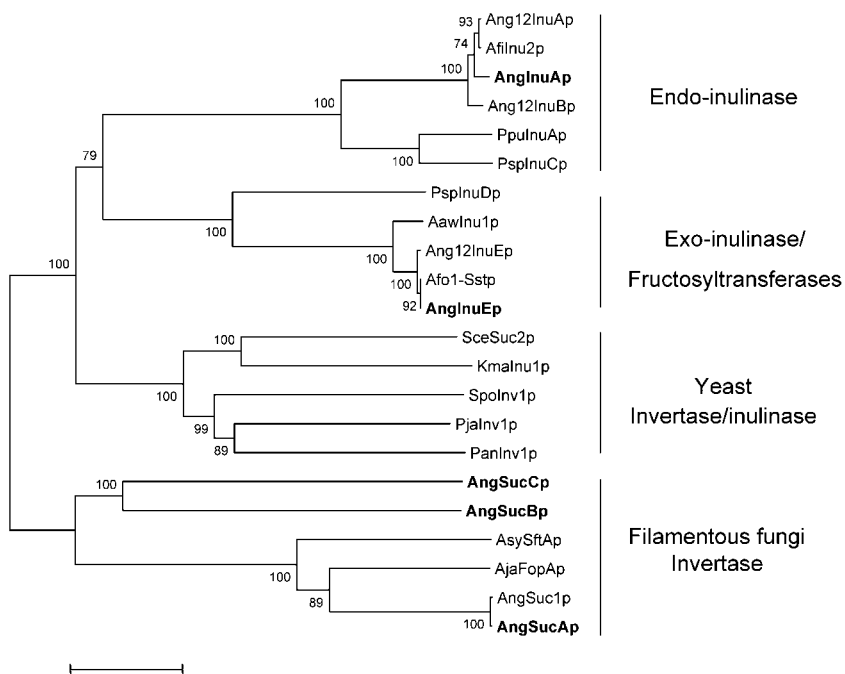 93
Ang12InuAp
74
AfiInu2p
100
AngInuAp
Ang12InuBp
100
PpuInuAp
100
PspInuCp
Endo-inulinase
79
PspInuDp
100
AawInu1p
100
Ang12InuEp
100
Afo1-Sstp
92
AngInuEp
Exo-inulinase/
Fructosyltransferases
100
SceSuc2p
100
KmaInu1p
100
SpoInv1p
99
PjaInv1p
89
PanInv1p
Yeast
Invertase/inulinase
100
AngSucCp
AngSucBp
AsySftAp
100
AjaFopAp
89
AngSuc1p
100
AngSucAp
Filamentous fungi
Invertase